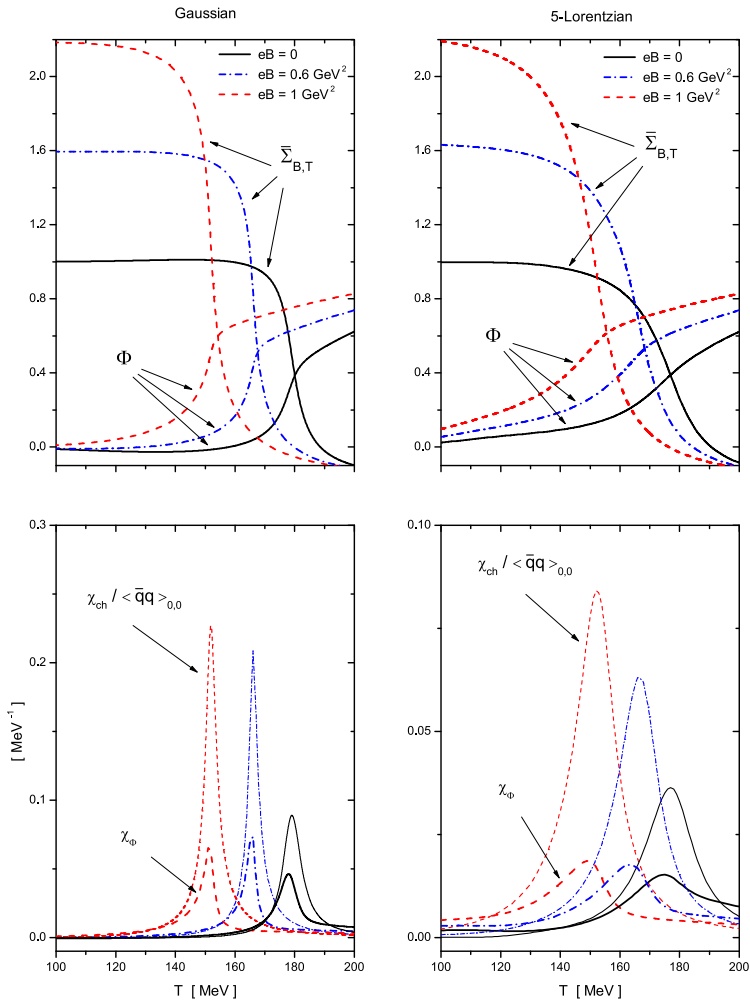 Gaussian
5-Lorentzian
eB = 0
eB = 0.6 GeV²
eB = 1 GeV²
Σ̄B,T
Φ
2.0
1.6
1.2
0.8
0.4
0.0
eB = 0
eB = 0.6 GeV²
eB = 1 GeV²
Σ̄B,T
Φ
2.0
1.6
1.2
0.8
0.4
0.0
χch / < q̄q >0,0
χΦ
[ MeV⁻¹ ]
0.3
0.2
0.1
0.0
100 120 140 160 180 200
T [ MeV]
χch / < q̄q >0,0
χΦ
0.10
0.05
0.00
100 120 140 160 180 200
T [ MeV]